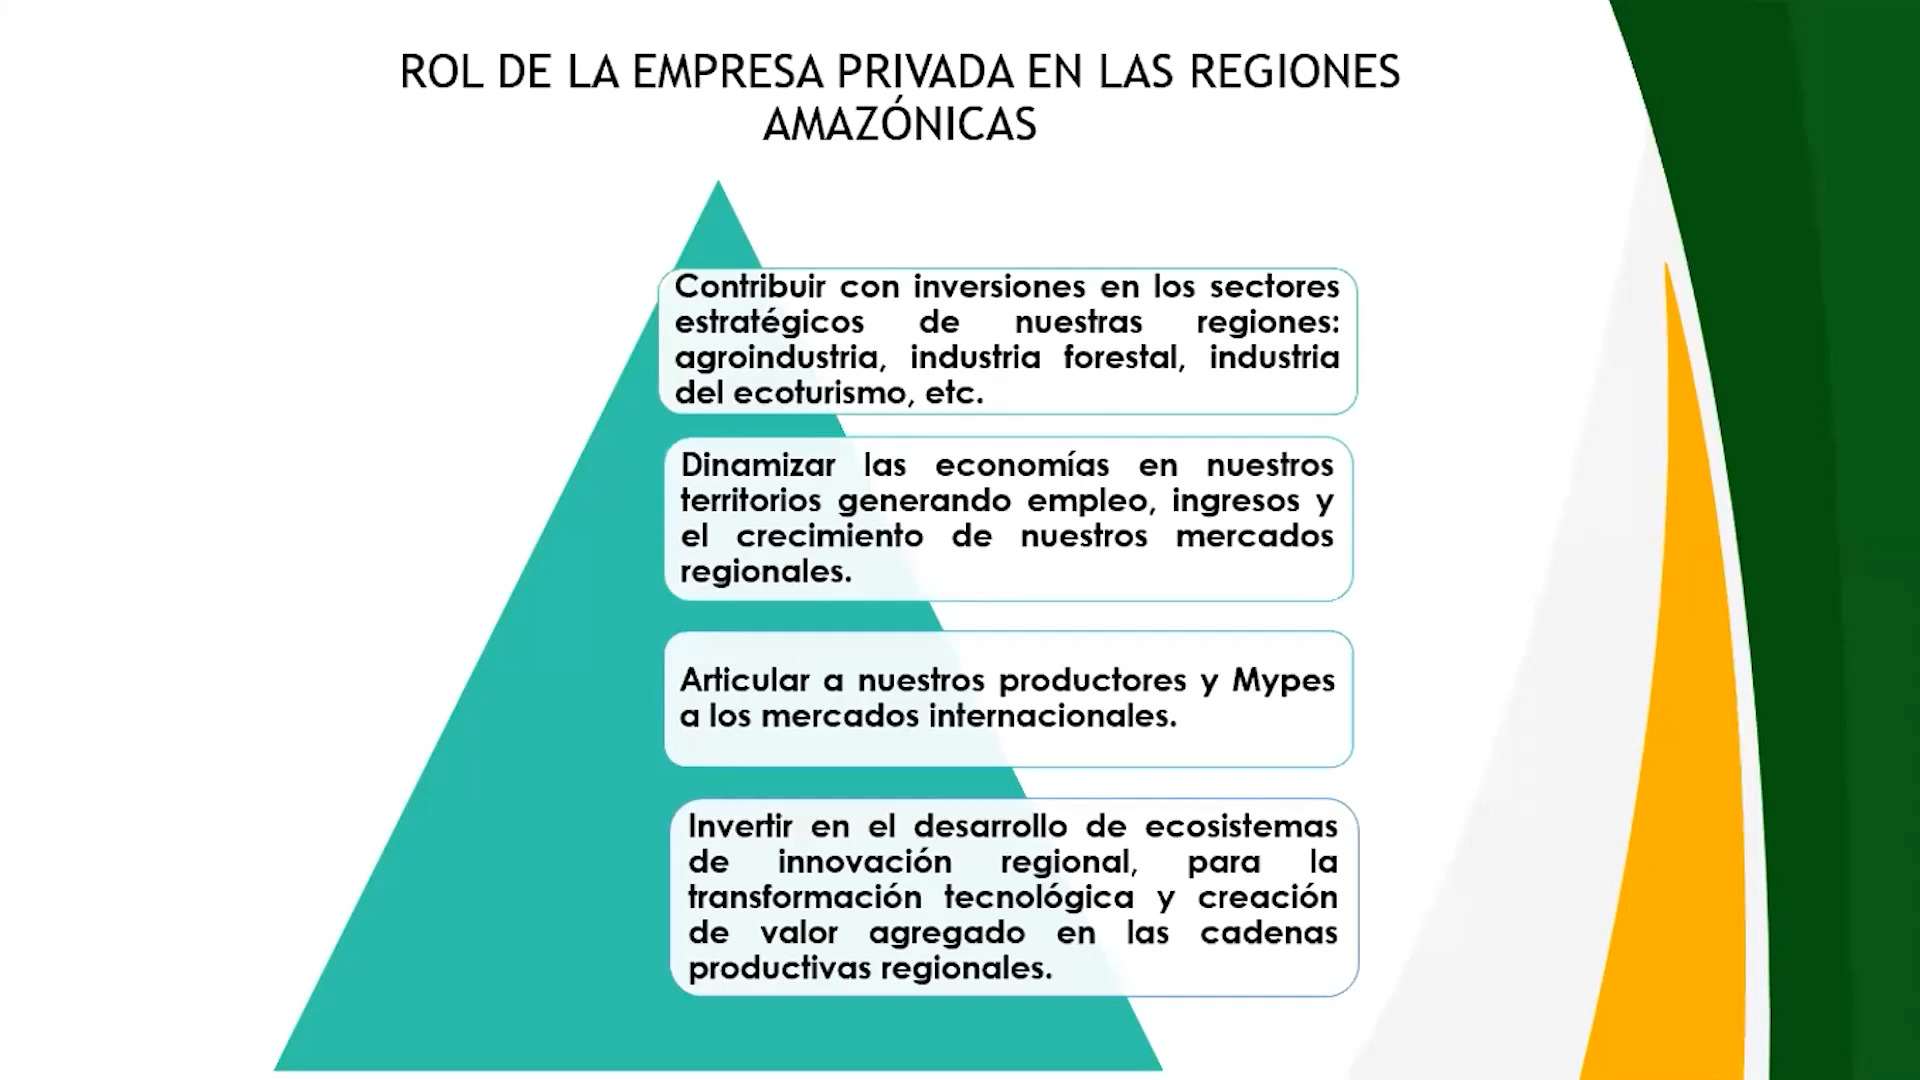 ROL DE LA EMPRESA PRIVADA EN LAS REGIONES
AMAZÓNICAS
Contribuir con inversiones en los sectores
estratégicos de nuestras regiones:
agroindustria, industria forestal, industria
del ecoturismo, etc.
Dinamizar las economías en nuestros
territorios generando empleo, ingresos y
el crecimiento de nuestros mercados
regionales.
Articular a nuestros productores y Mypes
a los mercados internacionales.
Invertir en el desarrollo de ecosistemas
de innovación regional, para la
transformación tecnológica y creación
de valor agregado en las cadenas
productivas regionales.